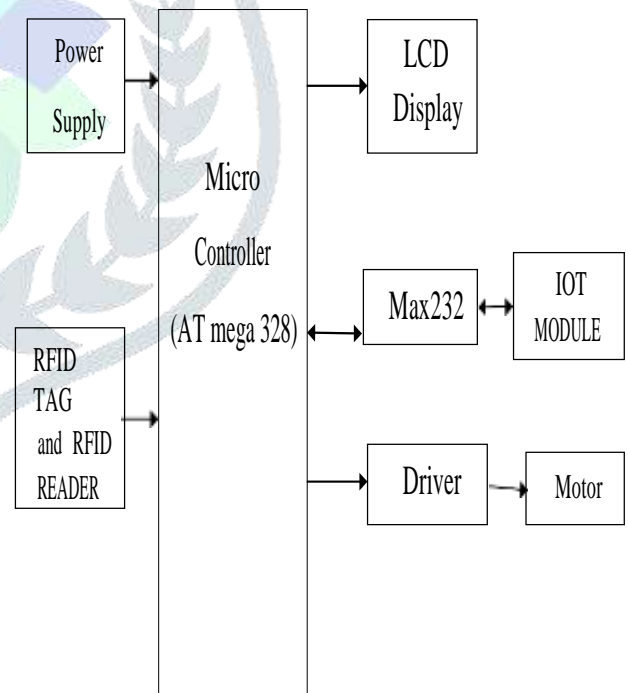 Power
Supply
LCD
Display
Micro
Controller
(AT mega 328)
Max232
IOT
MODULE
RFID
TAG
and RFID
READER
Driver
Motor